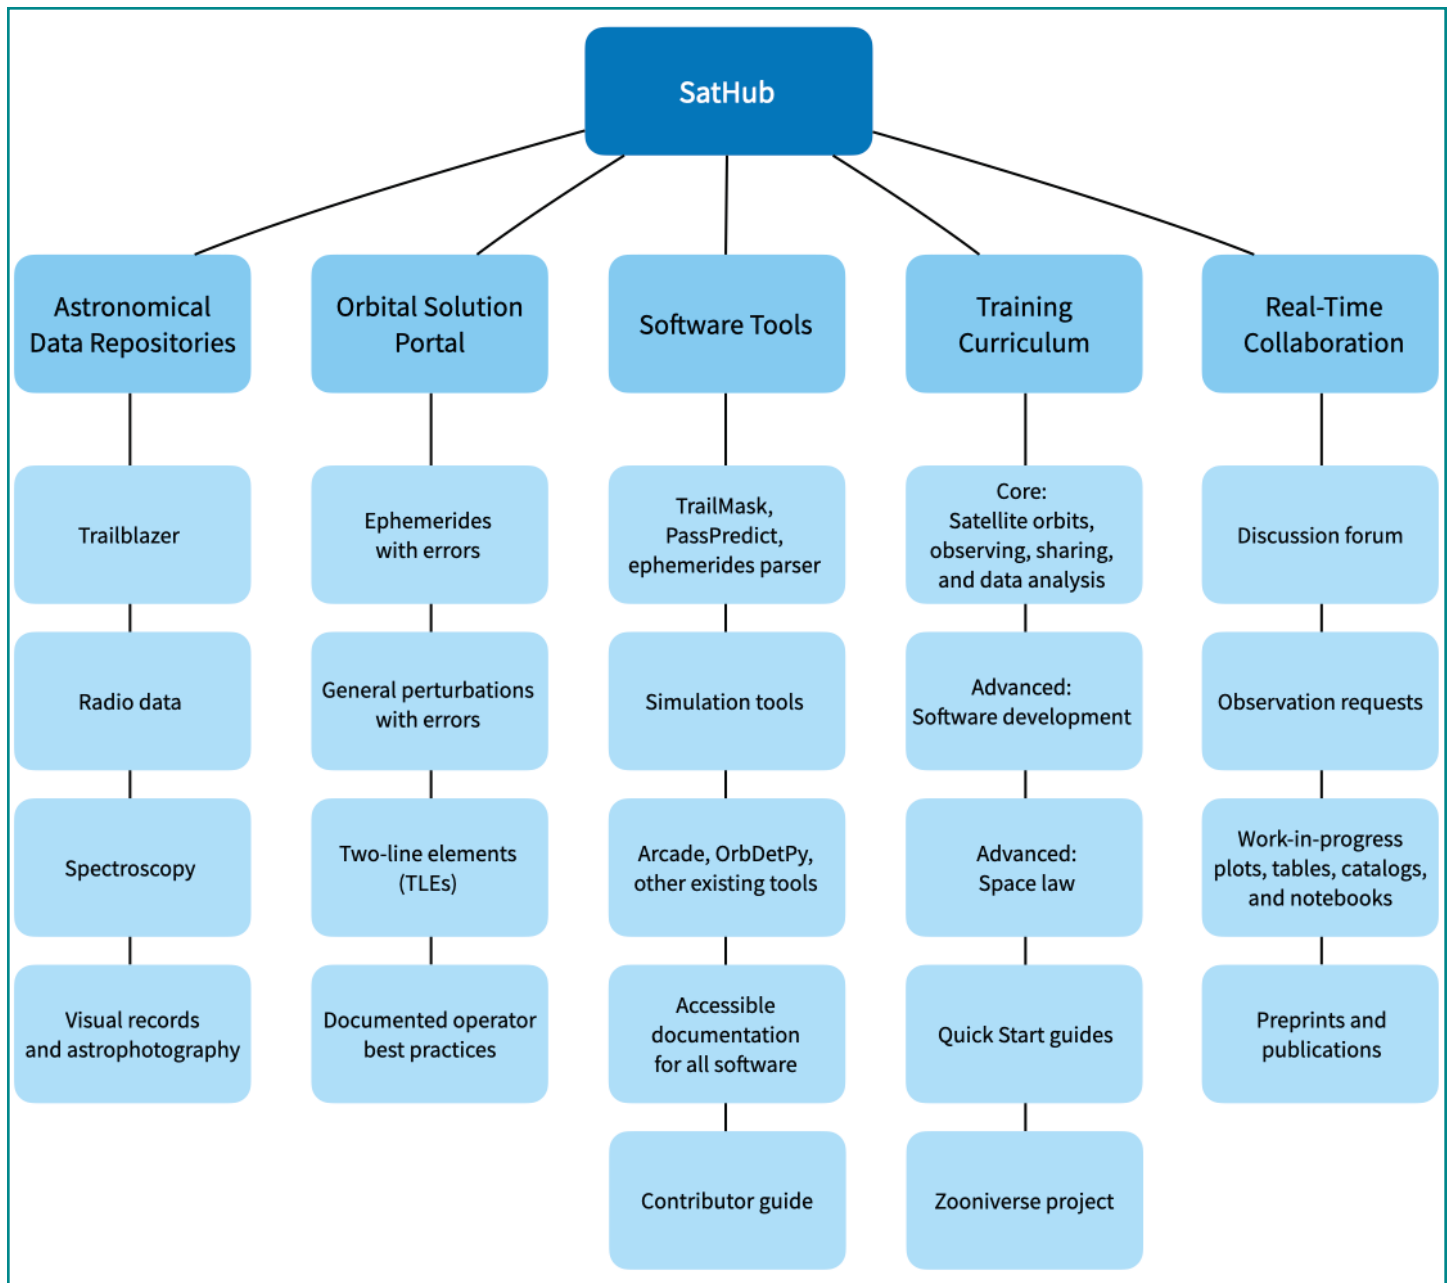 SatHub
Astronomical
Data Repositories
Orbital Solution
Portal
Software Tools
Training
Curriculum
Real-Time
Collaboration
Trailblazer
Ephemerides
with errors
TrailMask,
PassPredict,
ephemerides parser
Core:
Satellite orbits,
observing, sharing,
and data analysis
Discussion forum
Radio data
General perturbations
with errors
Simulation tools
Advanced:
Software development
Observation requests
Spectroscopy
Two-line elements
(TLEs)
Arcade, OrbDetPy,
other existing tools
Advanced:
Space law
Work-in-progress
plots, tables, catalogs,
and notebooks
Visual records
and astrophotography
Documented operator
best practices
Accessible
documentation
for all software
Quick Start guides
Preprints and
publications
Contributor guide
Zooniverse project